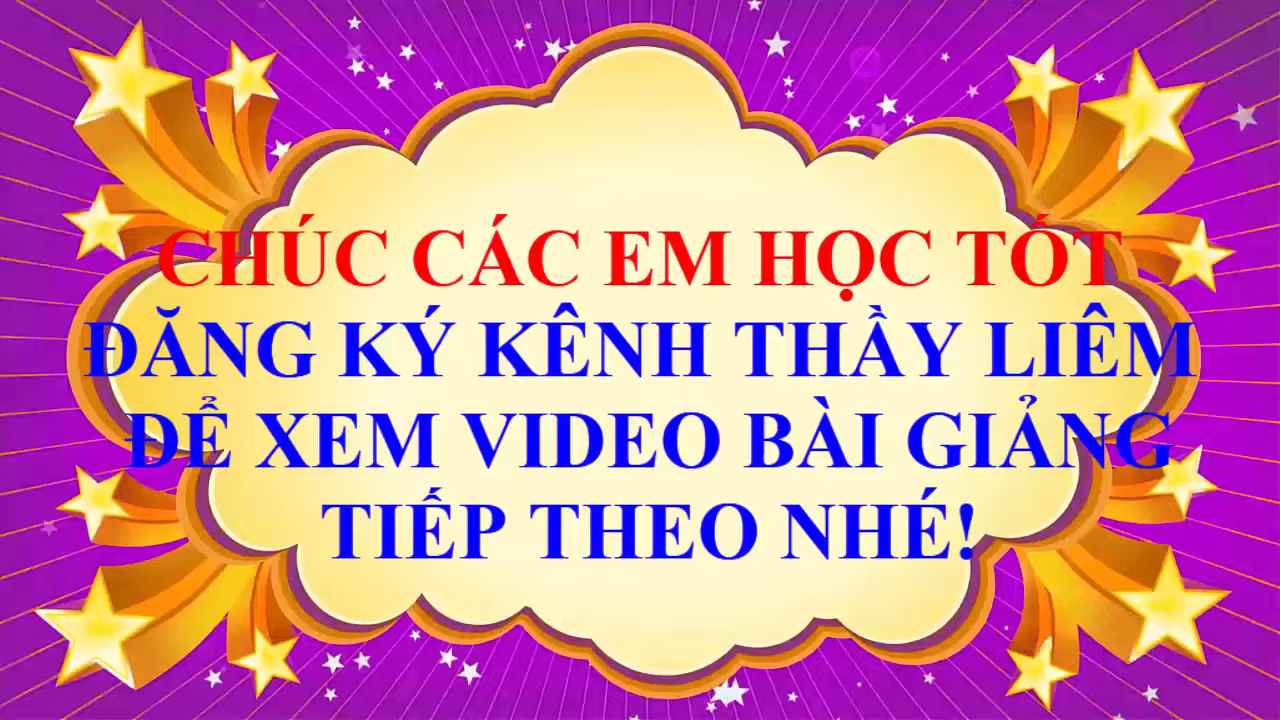 CHÚC CÁC EM HỌC TỐT
ĐĂNG KÝ KÊNH THẦY LIÊM
ĐỂ XEM VIDEO BÀI GIẢNG
TIẾP THEO NHÉ!